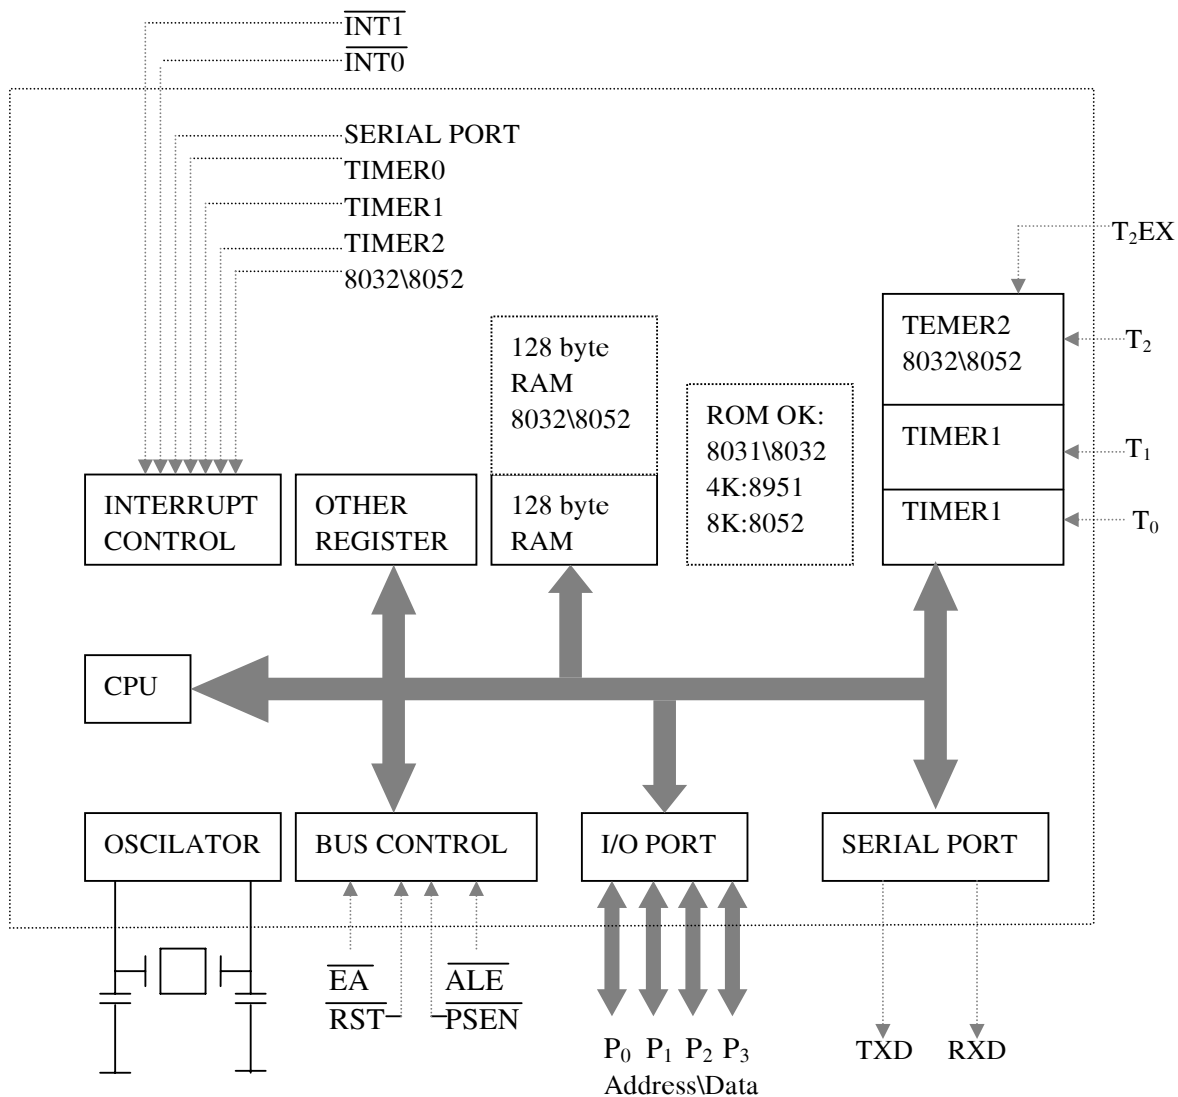 INT1
INT0
SERIAL PORT
TIMER0
TIMER1
TIMER2
8032\8052
T₂EX
TEMER2
8032\8052
T₂
128 byte
RAM
8032\8052
ROM OK:
8031\8032
4K:8951
8K:8052
TIMER1
T₁
TIMER1
T₀
INTERRUPT
CONTROL
OTHER
REGISTER
128 byte
RAM
CPU
OSCILATOR
BUS CONTROL
I/O PORT
SERIAL PORT
EA
ALE
RST
PSEN
P₀ P₁ P₂ P₃
Address\Data
TXD
RXD